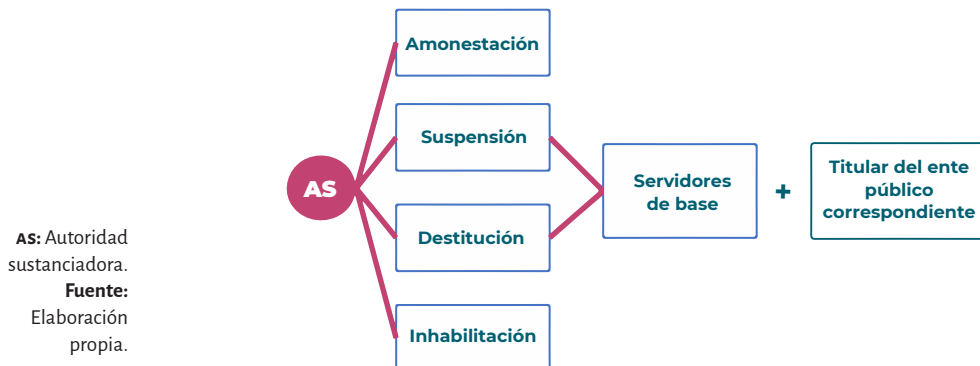 Amonestación
Suspensión
AS
Servidores
de base
+
Titular del ente
público
correspondiente
Destitución
Inhabilitación
AS: Autoridad
sustanciadora.
Fuente:
Elaboración
propia.